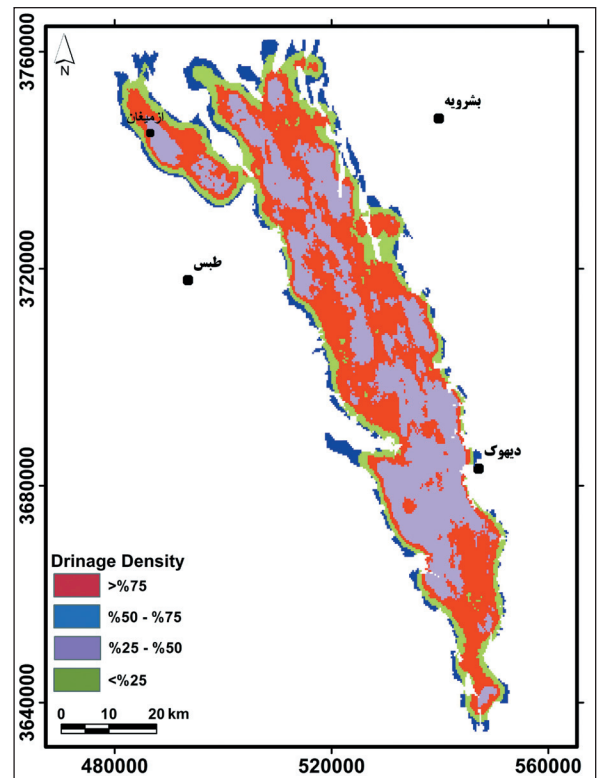 3760000
3720000
3680000
3640000
N
بشرویه
ازمیغان
طبس
دیهوک
Drinage Density
>%75
%50 - %75
%25 - %50
<%25
0 10 20 km
480000 520000 560000